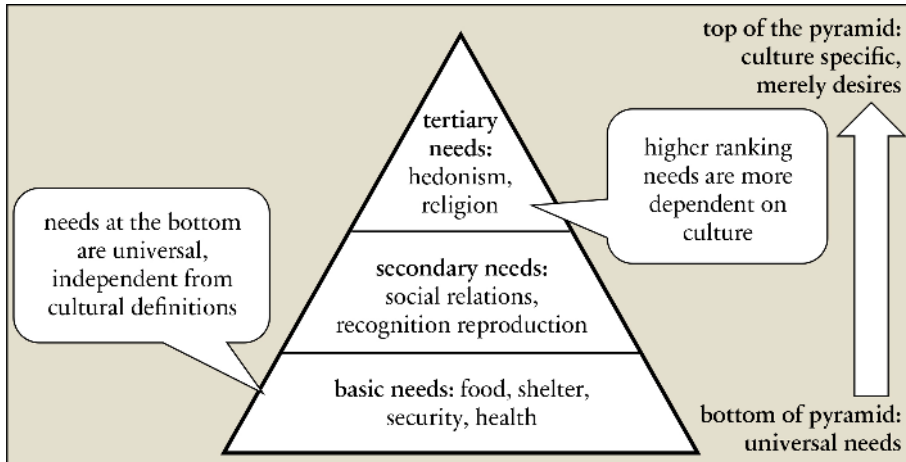 top of the pyramid:
culture specific,
merely desires
tertiary
needs:
hedonism,
religion
higher ranking
needs are more
dependent on
culture
needs at the bottom
are universal,
independent from
cultural definitions
secondary needs:
social relations,
recognition reproduction
basic needs: food, shelter,
security, health
bottom of pyramid:
universal needs